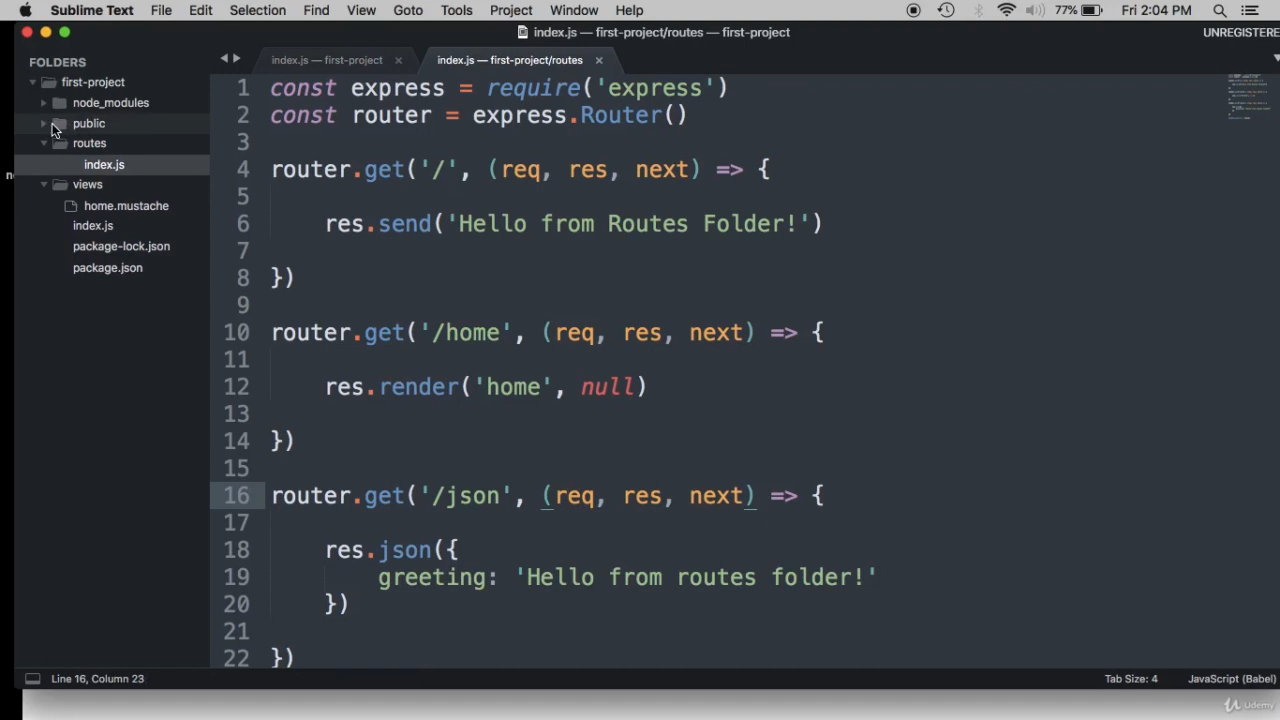 Sublime Text File Edit Selection Find View Goto Tools Project Window Help 77% Fri 2:04 PM
index.js — first-project/routes — first-project UNREGISTERE
FOLDERS
first-project
node_modules
public
routes
index.js
views
home.mustache
index.js
package-lock.json
package.json
index.js — first-project × index.js — first-project/routes ×
1 const express = require('express')
2 const router = express.Router()
3
4 router.get('/', (req, res, next) => {
5
6 res.send('Hello from Routes Folder!')
7
8 })
9
10 router.get('/home', (req, res, next) => {
11
12 res.render('home', null)
13
14 })
15
16 router.get('/json', (req, res, next) => {
17
18 res.json({
19 greeting: 'Hello from routes folder!'
20 })
21
22 })
Line 16, Column 23 Tab Size: 4 JavaScript (Babel)
Udemy